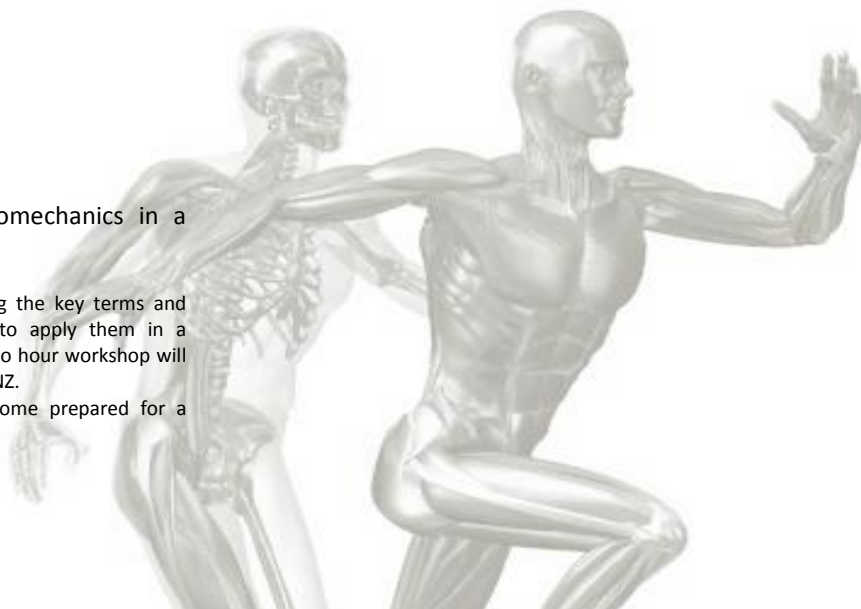 omechanics in a
g the key terms and
to apply them in a
o hour workshop will
NZ.
ome prepared for a